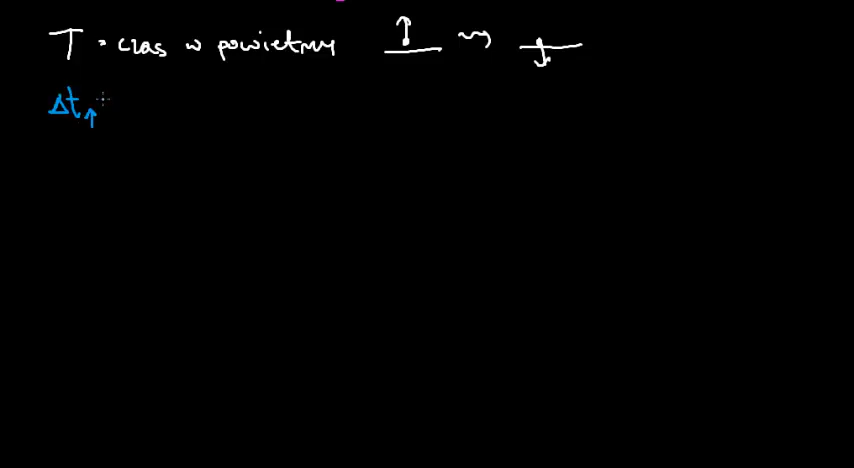 T = czas w powietrzu
Δt↑